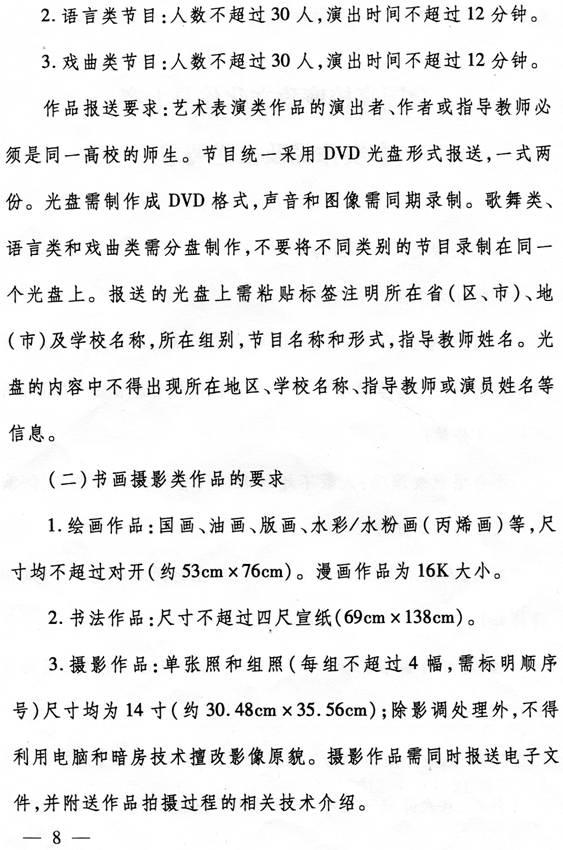 2. 语言类节目:人数不超过30人,演出时间不超过12分钟。
3. 戏曲类节目:人数不超过30人,演出时间不超过12分钟。
作品报送要求:艺术表演类作品的演出者、作者或指导教师必
须是同一高校的师生。节目统一采用 DVD 光盘形式报送,一式两
份。光盘需制作成 DVD 格式,声音和图像需同期录制。歌舞类、
语言类和戏曲类需分盘制作,不要将不同类别的节目录制在同一
个光盘上。报送的光盘上需粘贴标签注明所在省(区、市)、地
(市)及学校名称,所在组别,节目名称和形式,指导教师姓名。光
盘的内容中不得出现所在地区、学校名称、指导教师或演员姓名等
信息。
(二)书画摄影类作品的要求
1. 绘画作品:国画、油画、版画、水彩/水粉画(丙烯画)等,尺
寸均不超过对开(约 53cm×76cm)。漫画作品为 16K 大小。
2. 书法作品:尺寸不超过四尺宣纸(69cm×138cm)。
3. 摄影作品:单张照和组照(每组不超过4幅,需标明顺序
号)尺寸均为 14 寸(约 30.48cm×35.56cm);除影调处理外,不得
利用电脑和暗房技术擅改影像原貌。摄影作品需同时报送电子文
件,并附送作品拍摄过程的相关技术介绍。
— 8 —